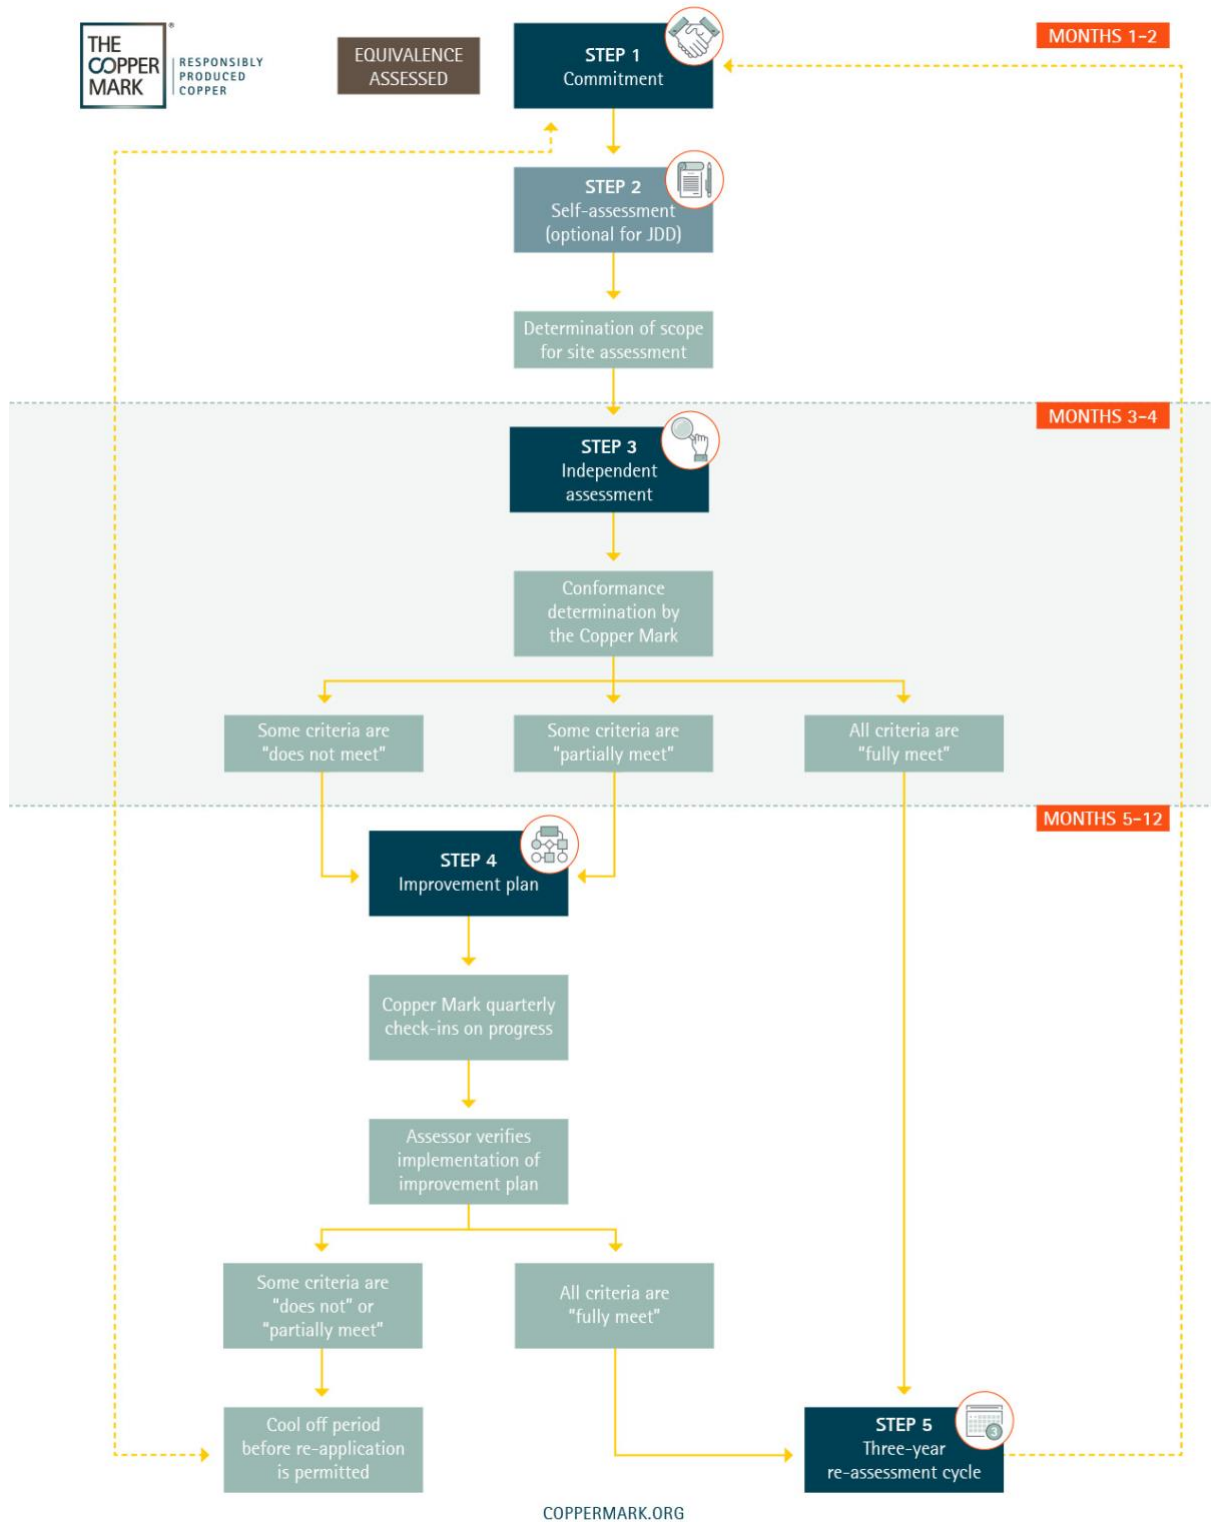 THE
COPPER
MARK
®
RESPONSIBLY
PRODUCED
COPPER
EQUIVALENCE
ASSESSED
STEP 1
Commitment
MONTHS 1-2
STEP 2
Self-assessment
(optional for JDD)
Determination of scope
for site assessment
MONTHS 3-4
STEP 3
Independent
assessment
Conformance
determination by
the Copper Mark
Some criteria are
"does not meet"
Some criteria are
"partially meet"
All criteria are
"fully meet"
MONTHS 5-12
STEP 4
Improvement plan
Copper Mark quarterly
check-ins on progress
Assessor verifies
implementation of
improvement plan
Some criteria are
"does not" or
"partially meet"
All criteria are
"fully meet"
Cool off period
before re-application
is permitted
STEP 5
Three-year
re-assessment cycle
3
COPPERMARK.ORG